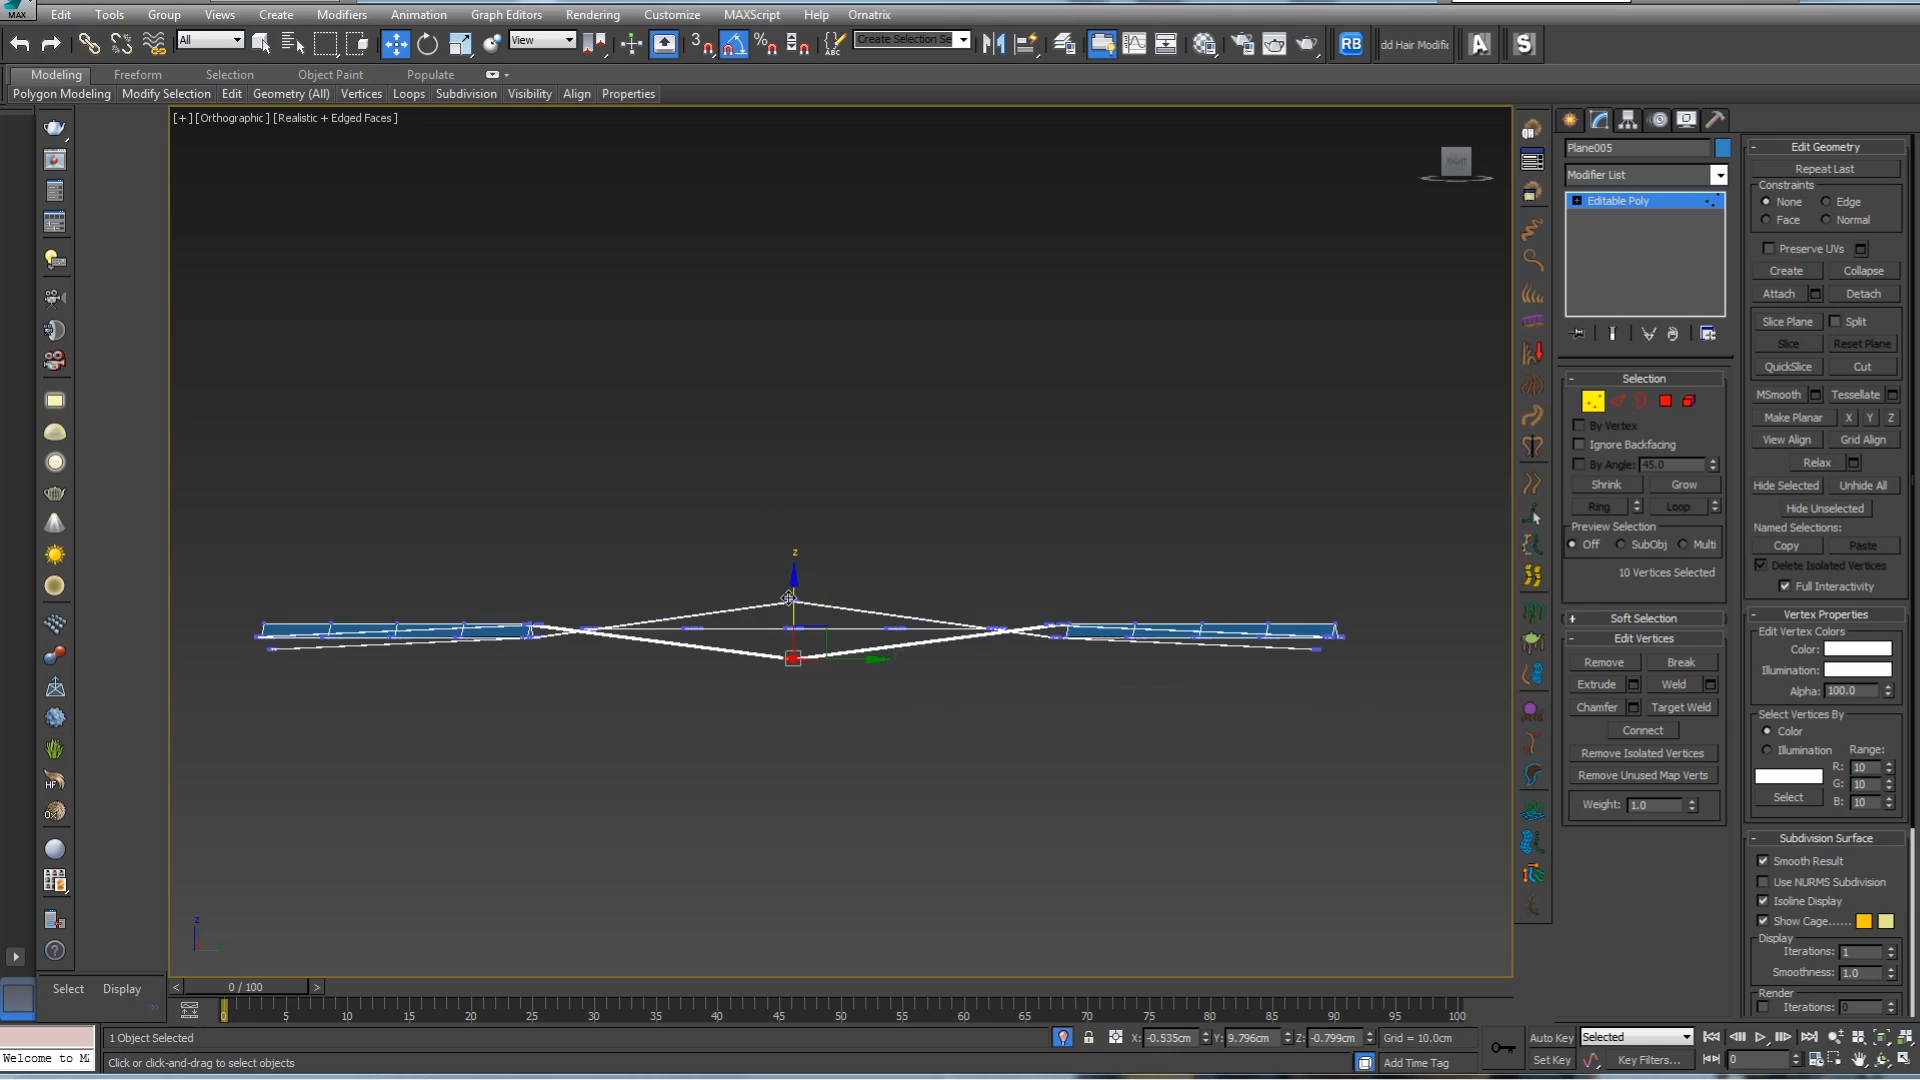 MAX Edit Tools Group Views Create Modifiers Animation Graph Editors Rendering Customize MAXScript Help Ornatrix
All View 3 % ABC Create Selection Se RB dd Hair Modifie A S
Modeling Freeform Selection Object Paint Populate
Polygon Modeling Modify Selection Edit Geometry (All) Vertices Loops Subdivision Visibility Align Properties
[+] [Orthographic ] [Realistic + Edged Faces ]
RIGHT
z
z
HF
Plane005
Modifier List
Editable Poly
Selection
By Vertex
Ignore Backfacing
By Angle: 45.0
Shrink Grow
Ring Loop
Preview Selection
Off SubObj Multi
10 Vertices Selected
Soft Selection
Edit Vertices
Remove Break
Extrude Weld
Chamfer Target Weld
Connect
Remove Isolated Vertices
Remove Unused Map Verts
Weight: 1.0
Edit Geometry
Repeat Last
Constraints
None Edge
Face Normal
Preserve UVs
Create Collapse
Attach Detach
Slice Plane Split
Slice Reset Plane
QuickSlice Cut
MSmooth Tessellate
Make Planar X Y Z
View Align Grid Align
Relax
Hide Selected Unhide All
Hide Unselected
Named Selections:
Copy Paste
Delete Isolated Vertices
Full Interactivity
Vertex Properties
Edit Vertex Colors
Color:
Illumination:
Alpha: 100.0
Select Vertices By
Color
Illumination Range:
R: 10
G: 10
Select B: 10
Subdivision Surface
Smooth Result
Use NURMS Subdivision
Isoline Display
Show Cage......
Display
Iterations: 1
Smoothness: 1.0
Render
Iterations: 0
Select Display
< 0 / 100 >
0 5 10 15 20 25 30 35 40 45 50 55 60 65 70 75 80 85 90 95 100
1 Object Selected X: -0.535cm Y: 9.796cm Z: -0.799cm Grid = 10.0cm Auto Key Selected
Welcome to M Click or click-and-drag to select objects Add Time Tag Set Key Key Filters... 0